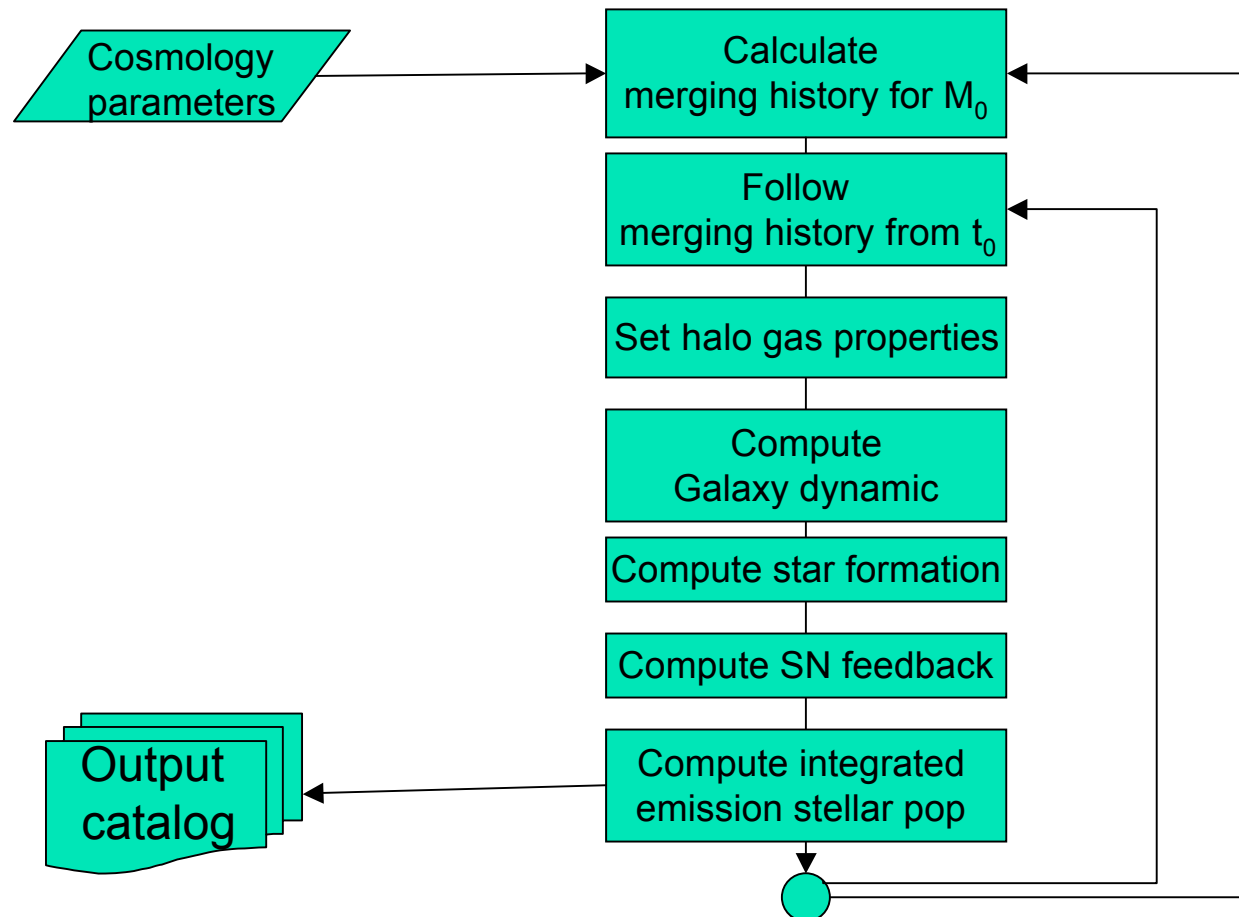 Cosmology
parameters
Calculate
merging history for M₀
Follow
merging history from t₀
Set halo gas properties
Compute
Galaxy dynamic
Compute star formation
Compute SN feedback
Compute integrated
emission stellar pop
Output
catalog